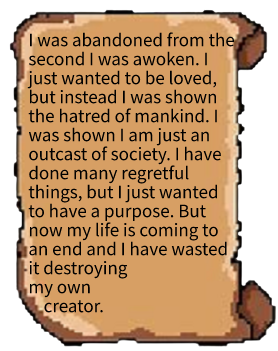 I was abandoned from the
second I was awoken. I
just wanted to be loved,
but instead I was shown
the hatred of mankind. I
was shown I am just an
outcast of society. I have
done many regretful
things, but I just wanted
to have a purpose. But
now my life is coming to
an end and I have wasted
it destroying
my own
creator.